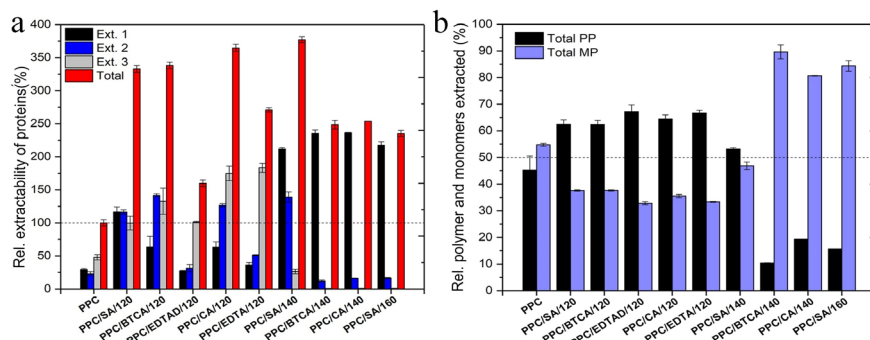 a
Rel. extractability of proteins(%)
400
350
300
250
200
150
100
50
0
Ext. 1
Ext. 2
Ext. 3
Total
PPC
PPC/SA/120
PPC/BTCA/120
PPC/EDTAD/120
PPC/CA/120
PPC/EDTA/120
PPC/SA/140
PPC/BTCA/140
PPC/CA/140
PPC/SA/160
b
Rel. polymer and monomers extracted (%)
100
90
80
70
60
50
40
30
20
10
0
Total PP
Total MP
PPC
PPC/SA/120
PPC/BTCA/120
PPC/EDTAD/120
PPC/CA/120
PPC/EDTA/120
PPC/SA/140
PPC/BTCA/140
PPC/CA/140
PPC/SA/160